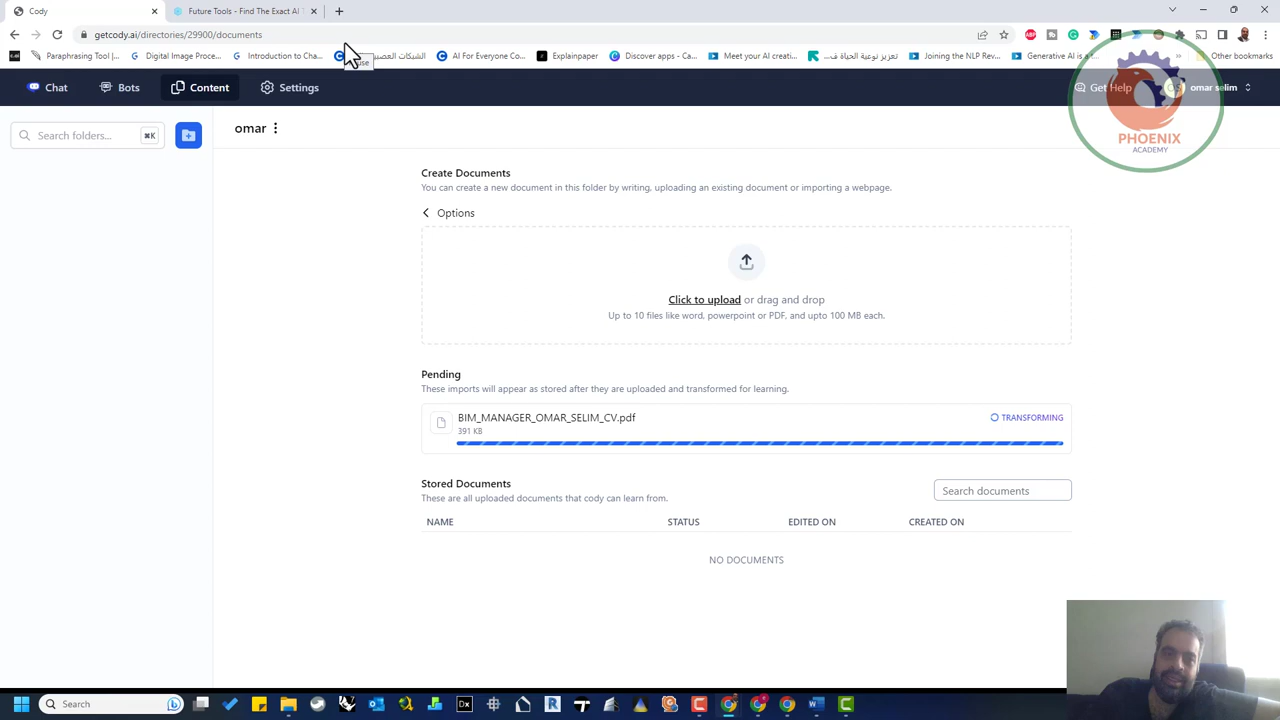 Cody
Future Tools - Find The Exact AI T
getcody.ai/directories/29900/documents
Paraphrasing Tool |...
Digital Image Proce...
Introduction to Cha...
الشبكات العص
AI For Everyone Co...
Explainpaper
Discover apps - Can...
Meet your AI creati...
تعزيز نوعية الحياة ف...
Joining the NLP Rev...
Generative AI is a
Other bookmarks
Chat
Bots
Content
Settings
Get Help
omar selim
PHOENIX
ACADEMY
Search folders...
⌘K
omar
Create Documents
You can create a new document in this folder by writing, uploading an existing document or importing a webpage.
Options
Click to upload or drag and drop
Up to 10 files like word, powerpoint or PDF, and upto 100 MB each.
Pending
These imports will appear as stored after they are uploaded and transformed for learning.
BIM_MANAGER_OMAR_SELIM_CV.pdf
TRANSFORMING
391 KB
Stored Documents
These are all uploaded documents that cody can learn from.
Search documents
NAME STATUS EDITED ON CREATED ON
NO DOCUMENTS
Search